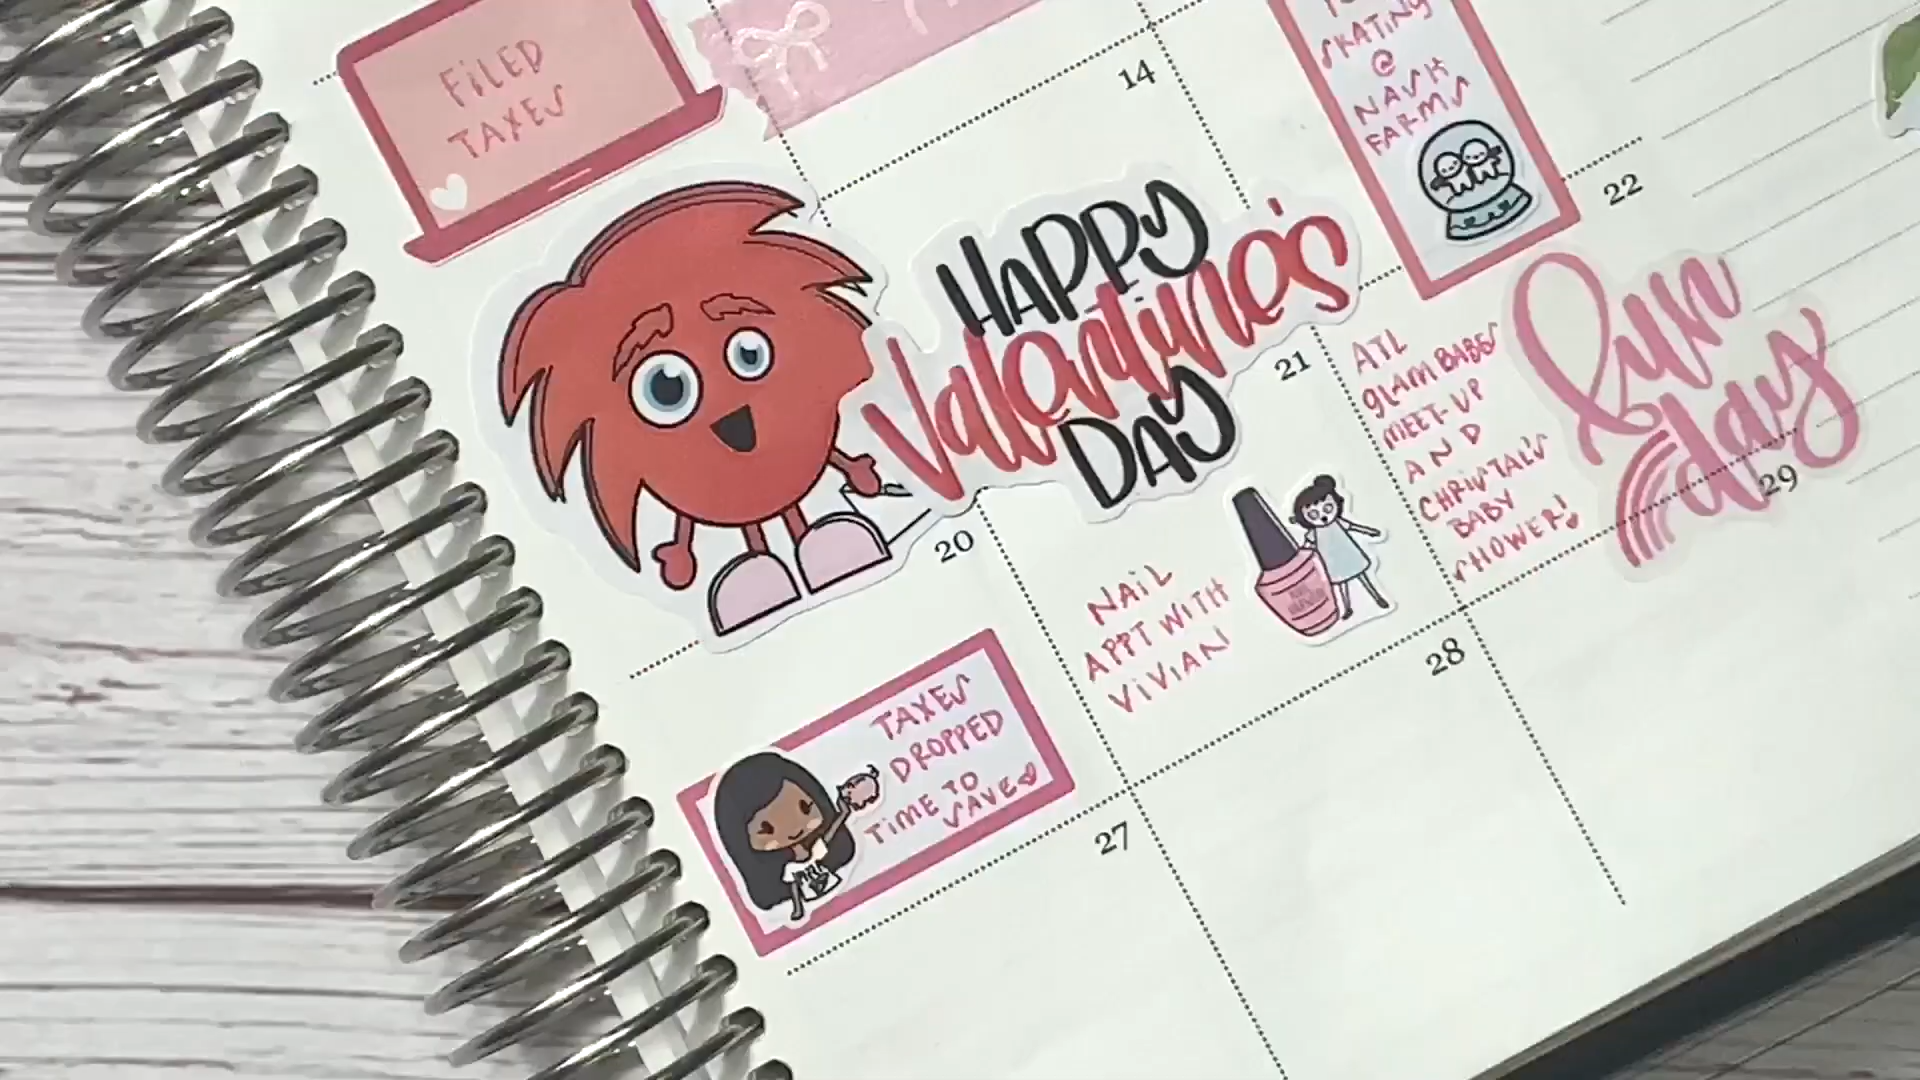 FILED
TAXES
14
SKATING
@
NASH
FARMS
22
HAPPY
Valentine's
DAY
21
ATL
GLAM BABES
MEET-UP
AND
CHRISTAL'S
BABY
SHOWER!
fun
day
29
20
NAIL
APPT WITH
VIVIAN
28
TAXES
DROPPED
TIME TO
SAVE
27